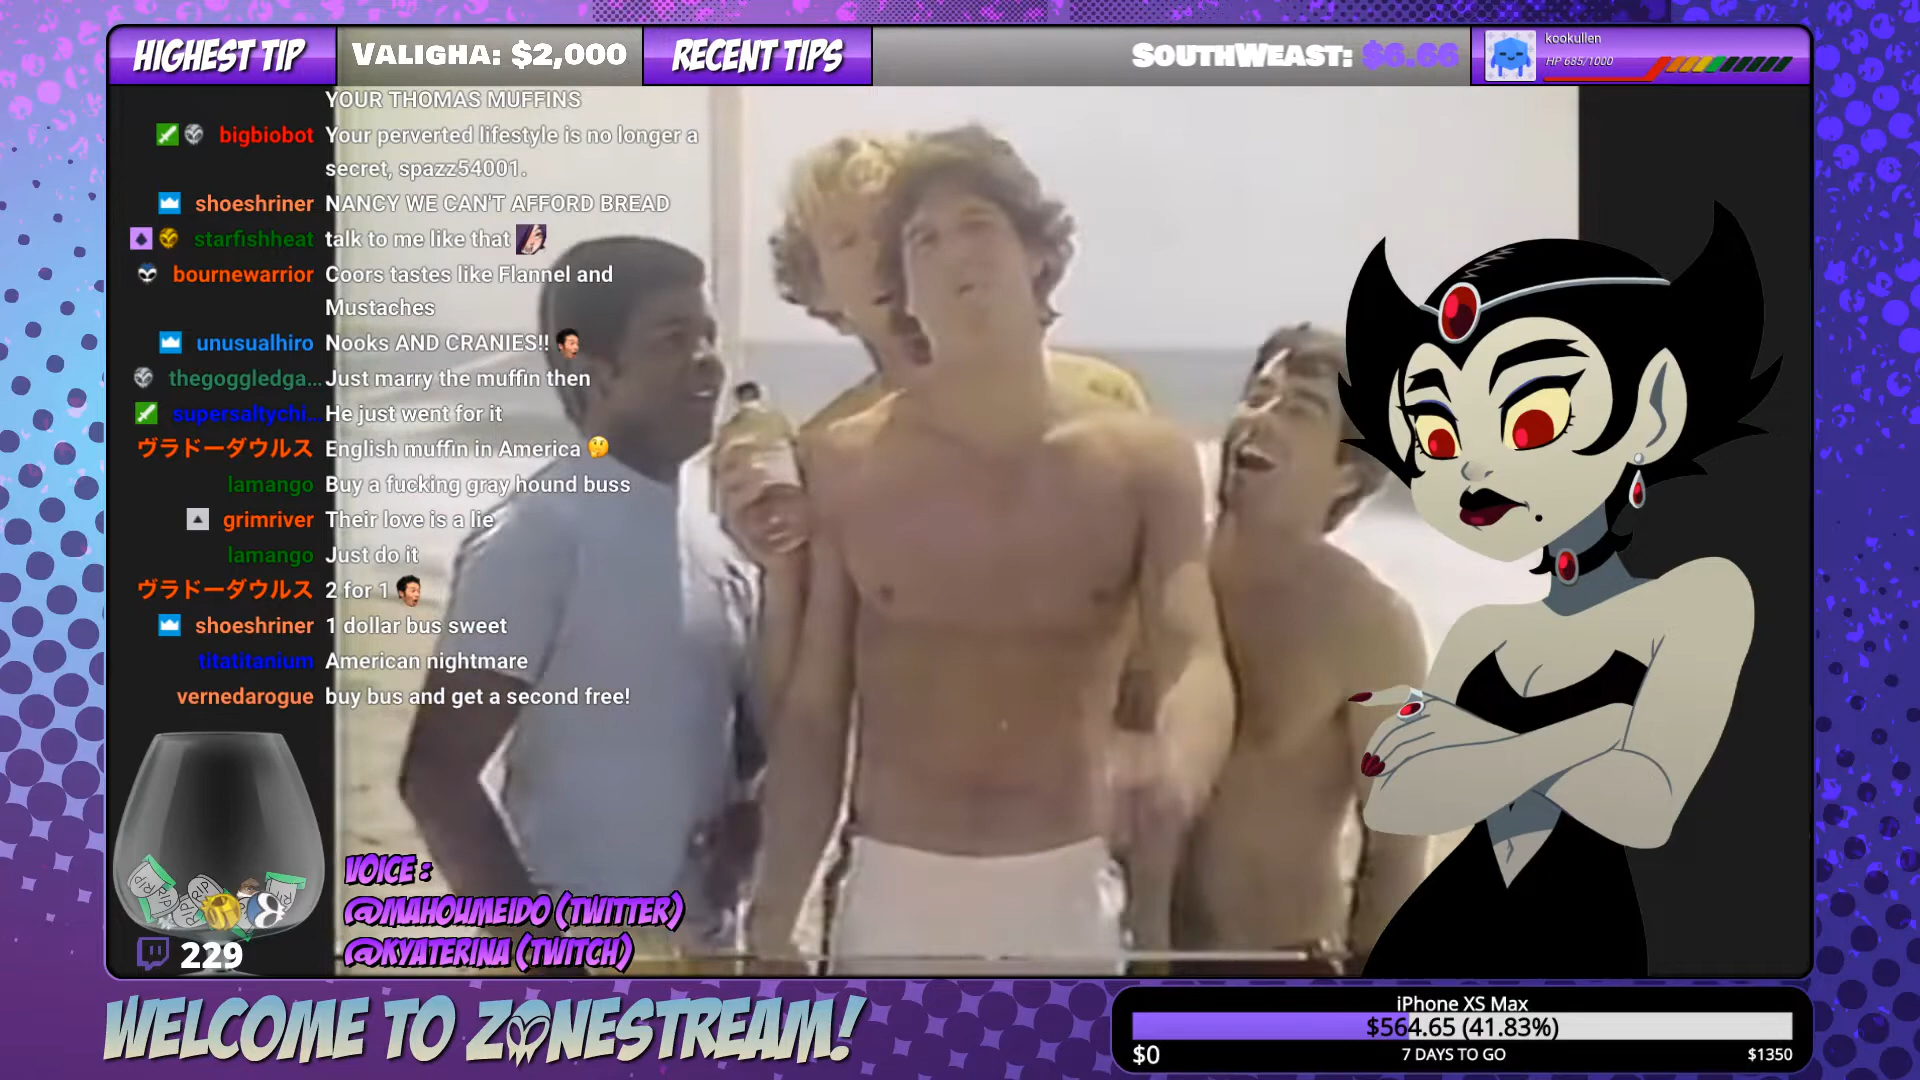 HIGHEST TIP
VALIGHA: $2,000
RECENT TIPS
SOUTHWEAST: $6.66
kookullen
HP 685/1000
YOUR THOMAS MUFFINS
bigbiobot Your perverted lifestyle is no longer a
secret, spazz54001.
shoeshriner NANCY WE CAN'T AFFORD BREAD
starfishheat talk to me like that
bournewarrior Coors tastes like Flannel and
Mustaches
unusualhiro Nooks AND CRANIES!!
thegoggledga... Just marry the muffin then
supersaltychi... He just went for it
ヴラドーダウルス English muffin in America 🤔
lamango Buy a fucking gray hound buss
grimriver Their love is a lie
lamango Just do it
ヴラドーダウルス 2 for 1
shoeshriner 1 dollar bus sweet
titatitanium American nightmare
vernedarogue buy bus and get a second free!
RIP
RIP
RIP
RIP
RIP
229
VOICE :
@MAHOUMEIDO (TWITTER)
@KYATERINA (TWITCH)
WELCOME TO ZONESTREAM!
iPhone XS Max
$564.65 (41.83%)
$0
7 DAYS TO GO
$1350